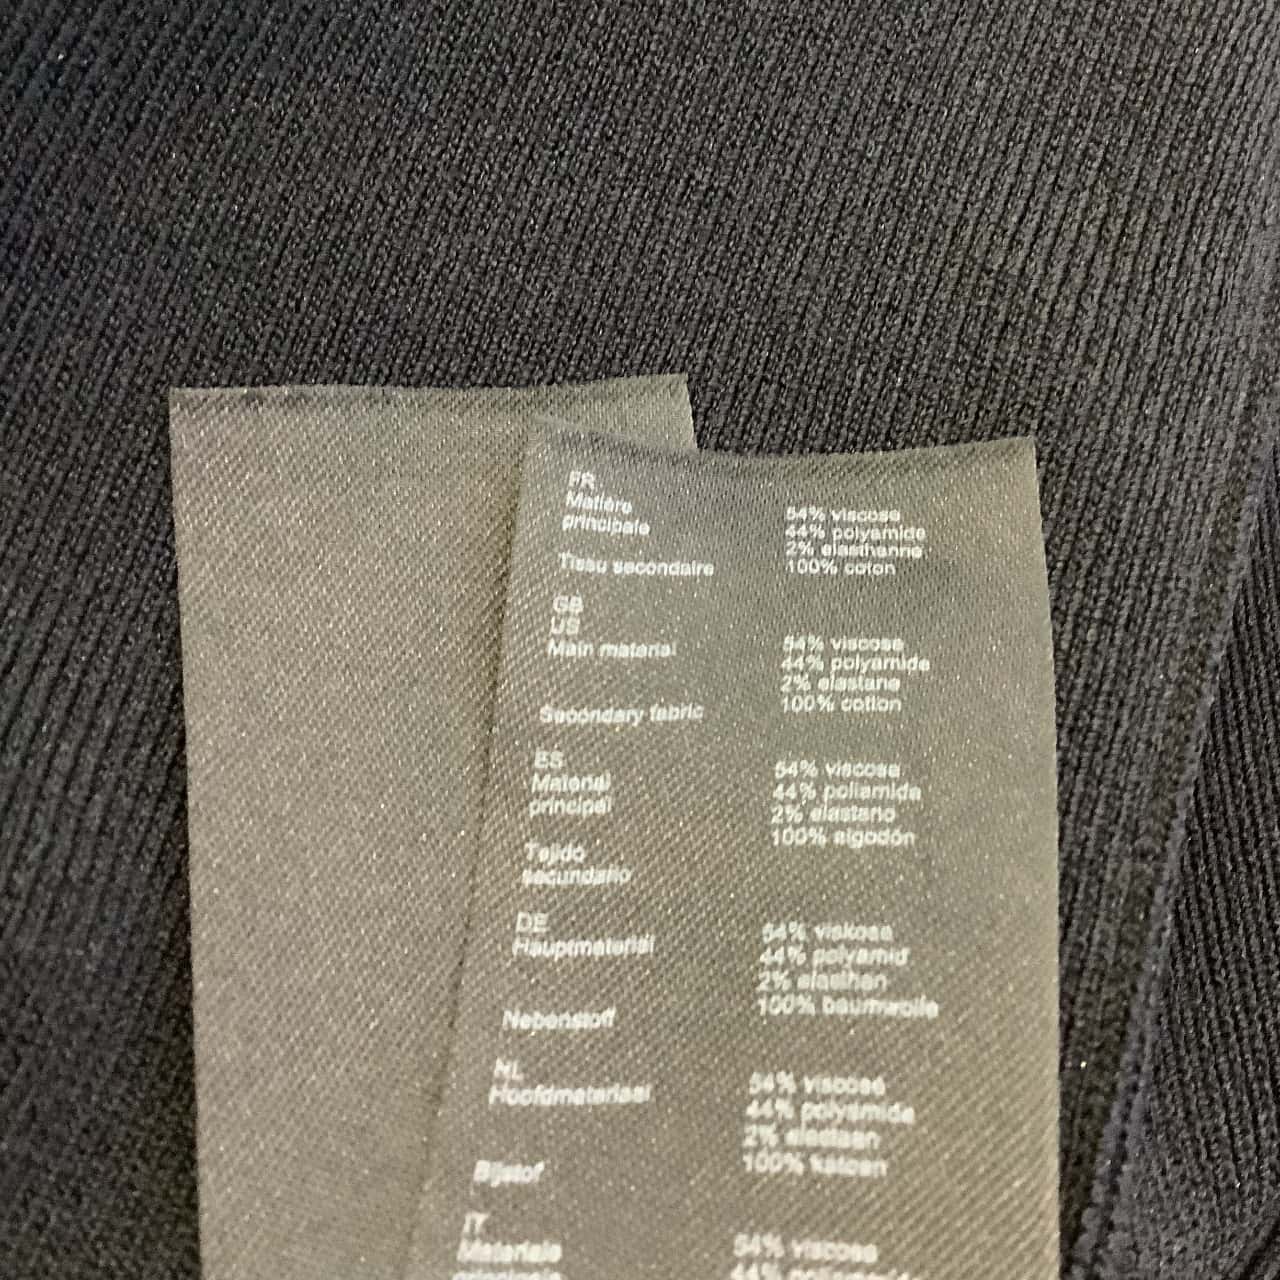 FR
Matière
principale
54% viscose
44% polyamide
2% elasthanne
Tissu secondaire
100% coton
GB
US
Main material
54% viscose
44% polyamide
2% elastane
Secondary fabric
100% cotton
ES
Material
principal
54% viscosa
44% poliamida
2% elastano
100% algodón
Tejido
secundario
DE
Hauptmaterial
54% viskose
44% polyamid
2% elasthan
100% baumwolle
Nebenstoff
NL
Hoofdmateriaal
54% viscose
44% polyamide
2% elastaan
100% katoen
Bijstof
IT
Materiale
principale
54% viscosa
44%